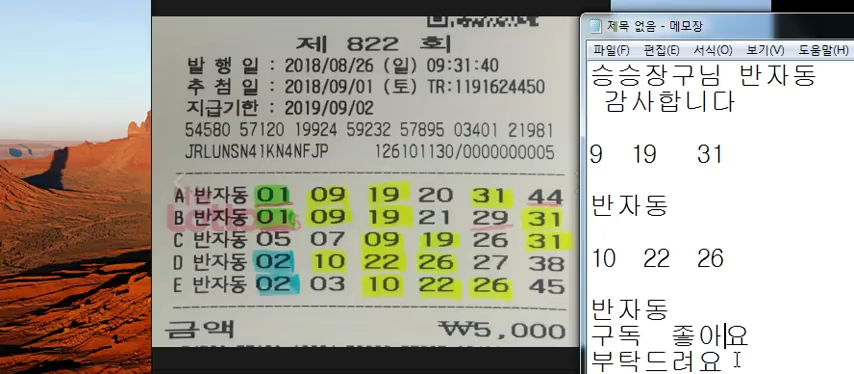 제 822 회
발 행 일 : 2018/08/26 (일) 09:31:40
추 첨 일 : 2018/09/01 (토) TR:1191624450
지급기한 : 2019/09/02
54580 57120 19924 59232 57895 03401 21981
JRLUNSN41KN4NFJP 126101130/0000000005
A 반자동 01 09 19 20 31 44
B 반자동 01 09 19 21 29 31
C 반자동 05 07 09 19 26 31
D 반자동 02 10 22 26 27 38
E 반자동 02 03 10 22 26 45
금액 ₩5,000
제목 없음 - 메모장
파일(F) 편집(E) 서식(O) 보기(V) 도움말(H)
승승장구님 반자동
감사합니다
9 19 31
반자동
10 22 26
반자동
구독 좋아요
부탁드려요